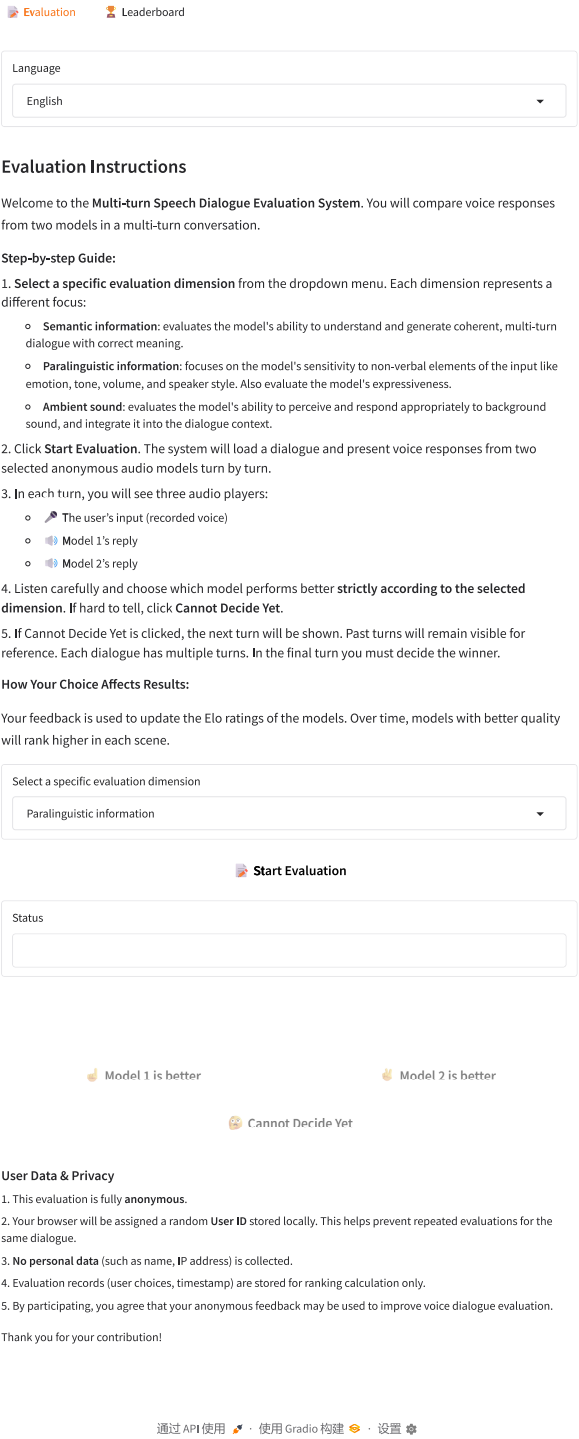 Evaluation
Leaderboard
Language
English
Evaluation Instructions
Welcome to the Multi-turn Speech Dialogue Evaluation System. You will compare voice responses
from two models in a multi-turn conversation.
Step-by-step Guide:
1. Select a specific evaluation dimension from the dropdown menu. Each dimension represents a
different focus:
Semantic information: evaluates the model's ability to understand and generate coherent, multi-turn
dialogue with correct meaning.
Paralinguistic information: focuses on the model's sensitivity to non-verbal elements of the input like
emotion, tone, volume, and speaker style. Also evaluate the model's expressiveness.
Ambient sound: evaluates the model's ability to perceive and respond appropriately to background
sound, and integrate it into the dialogue context.
2. Click Start Evaluation. The system will load a dialogue and present voice responses from two
selected anonymous audio models turn by turn.
3. In each turn, you will see three audio players:
The user's input (recorded voice)
Model 1's reply
Model 2's reply
4. Listen carefully and choose which model performs better strictly according to the selected
dimension. If hard to tell, click Cannot Decide Yet.
5. If Cannot Decide Yet is clicked, the next turn will be shown. Past turns will remain visible for
reference. Each dialogue has multiple turns. In the final turn you must decide the winner.
How Your Choice Affects Results:
Your feedback is used to update the Elo ratings of the models. Over time, models with better quality
will rank higher in each scene.
Select a specific evaluation dimension
Paralinguistic information
Start Evaluation
Status
Model 1 is better
Model 2 is better
Cannot Decide Yet
User Data & Privacy
1. This evaluation is fully anonymous.
2. Your browser will be assigned a random User ID stored locally. This helps prevent repeated evaluations for the
same dialogue.
3. No personal data (such as name, IP address) is collected.
4. Evaluation records (user choices, timestamp) are stored for ranking calculation only.
5. By participating, you agree that your anonymous feedback may be used to improve voice dialogue evaluation.
Thank you for your contribution!
通过 API 使用 · 使用 Gradio 构建 · 设置